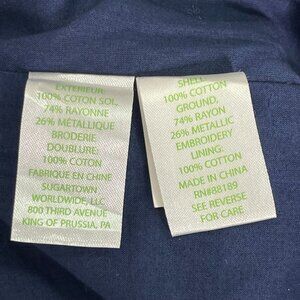 EXTERIEUR:
100% COTON SOL,
74% RAYONNE
26% METALLIQUE
BRODERIE
DOUBLURE:
100% COTON
FABRIQUE EN CHINE
SUGARTOWN
WORLDWIDE, LLC
800 THIRD AVENUE
KING OF PRUSSIA, PA
SHELL:
100% COTTON
GROUND,
74% RAYON
26% METALLIC
EMBROIDERY
LINING:
100% COTTON
MADE IN CHINA
RN#88189
SEE REVERSE
FOR CARE